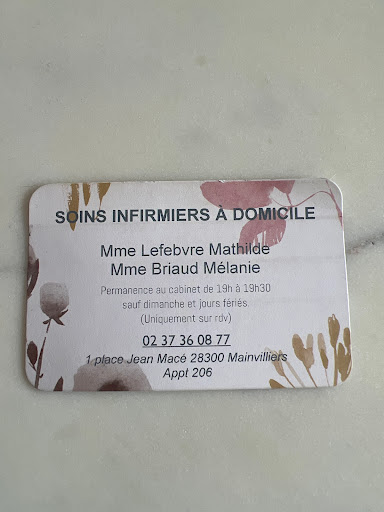 SOINS INFIRMIERS À DOMICILE
Mme Lefebvre Mathilde
Mme Briaud Mélanie
Permanence au cabinet de 19h à 19h30
sauf dimanche et jours fériés.
(Uniquement sur rdv)
02 37 36 08 77
1 place Jean Macé 28300 Mainvilliers
Appt 206